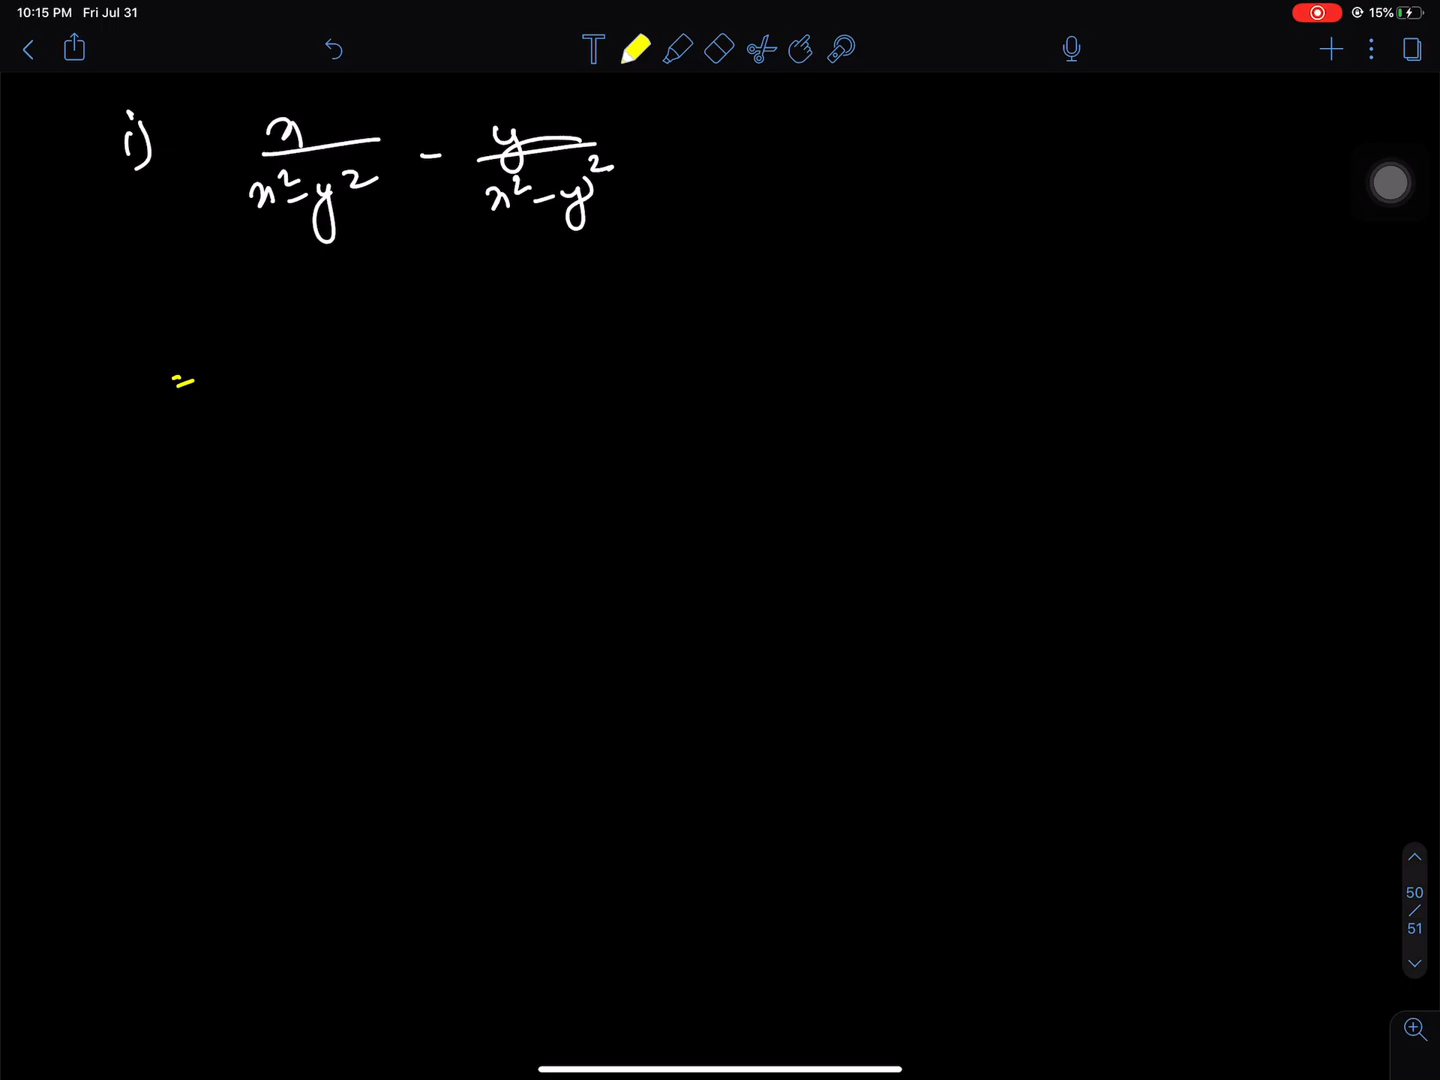 10:15 PM Fri Jul 31
15%
T
i) x/(x²-y²) - y/(x²-y²)
=
50
/
51